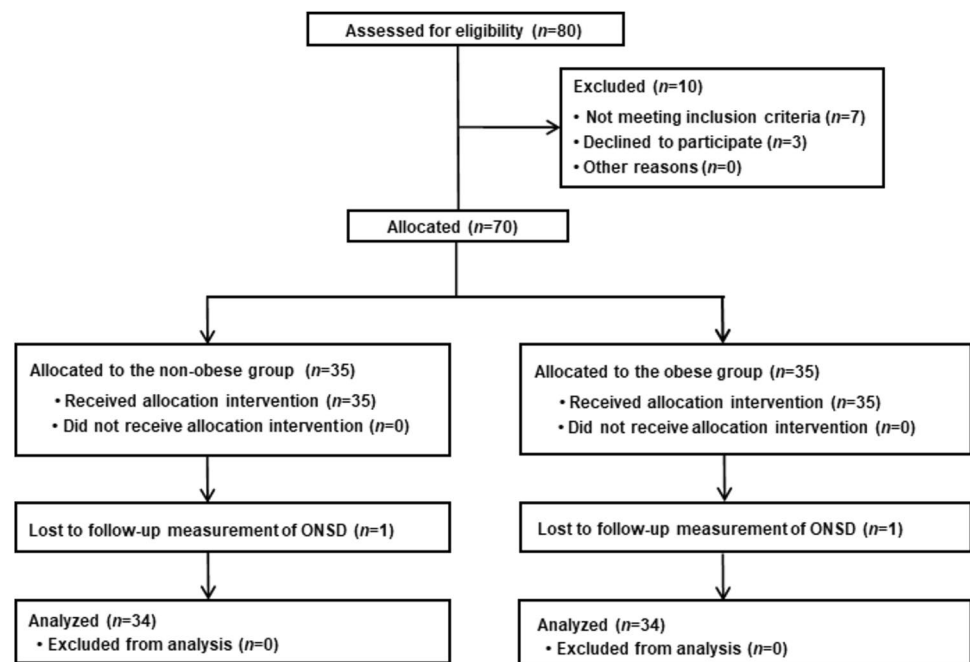 Assessed for eligibility (n=80)
Excluded (n=10)
• Not meeting inclusion criteria (n=7)
• Declined to participate (n=3)
• Other reasons (n=0)
Allocated (n=70)
Allocated to the non-obese group (n=35)
• Received allocation intervention (n=35)
• Did not receive allocation intervention (n=0)
Allocated to the obese group (n=35)
• Received allocation intervention (n=35)
• Did not receive allocation intervention (n=0)
Lost to follow-up measurement of ONSD (n=1)
Lost to follow-up measurement of ONSD (n=1)
Analyzed (n=34)
• Excluded from analysis (n=0)
Analyzed (n=34)
• Excluded from analysis (n=0)